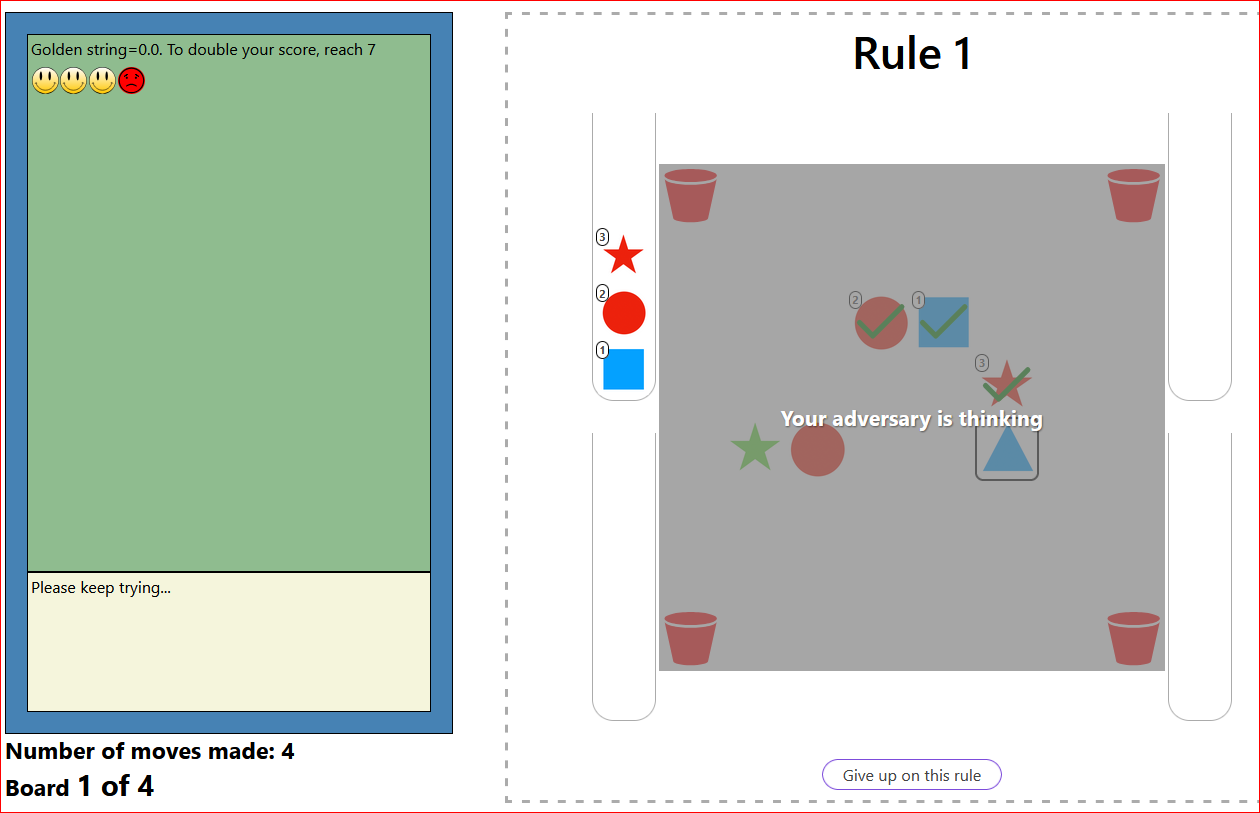 Golden string=0.0. To double your score, reach 7
Please keep trying...
Number of moves made: 4
Board 1 of 4
Rule 1
3
2
1
2
1
3
Your adversary is thinking
Give up on this rule